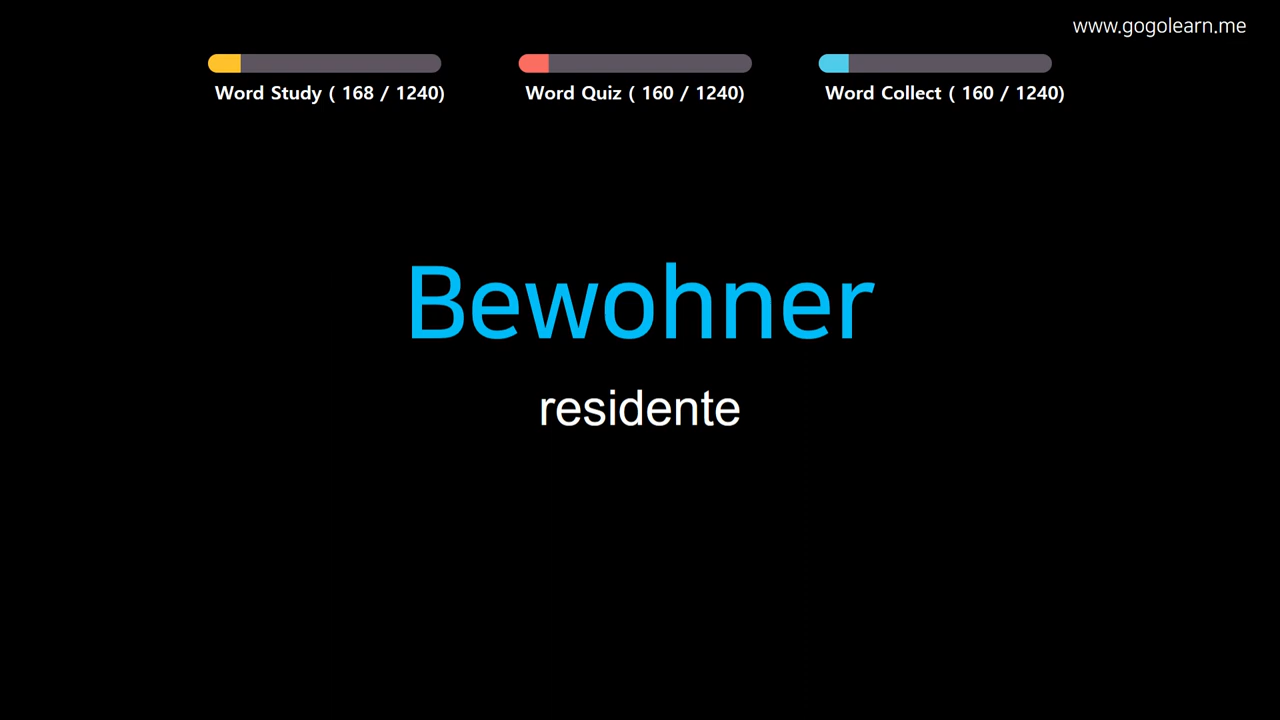 www.gogolearn.me
Word Study ( 168 / 1240)
Word Quiz ( 160 / 1240)
Word Collect ( 160 / 1240)
Bewohner
residente